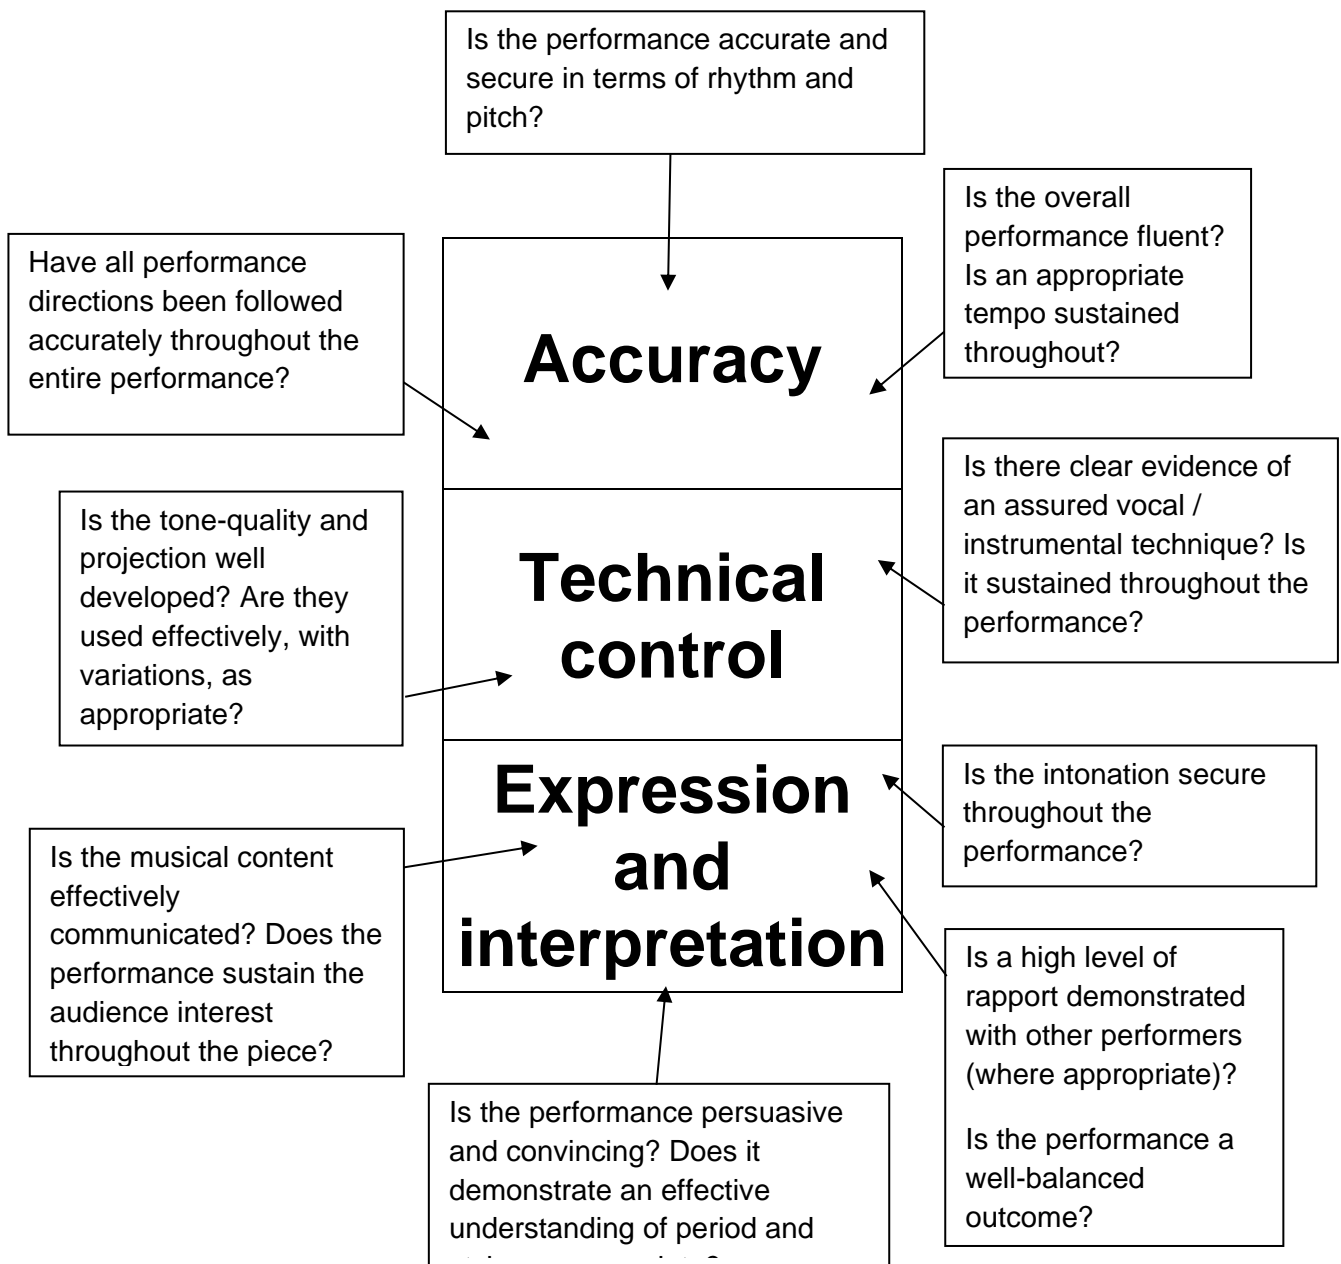 Is the performance accurate and
secure in terms of rhythm and
pitch?
Is the overall
performance fluent?
Is an appropriate
tempo sustained
throughout?
Have all performance
directions been followed
accurately throughout the
entire performance?
Accuracy
Is there clear evidence of
an assured vocal /
instrumental technique? Is
it sustained throughout the
performance?
Is the tone-quality and
projection well
developed? Are they
used effectively, with
variations, as
appropriate?
Technical
control
Is the intonation secure
throughout the
performance?
Expression
and
interpretation
Is the musical content
effectively
communicated? Does the
performance sustain the
audience interest
throughout the piece?
Is a high level of
rapport demonstrated
with other performers
(where appropriate)?
Is the performance a
well-balanced
outcome?
Is the performance persuasive
and convincing? Does it
demonstrate an effective
understanding of period and